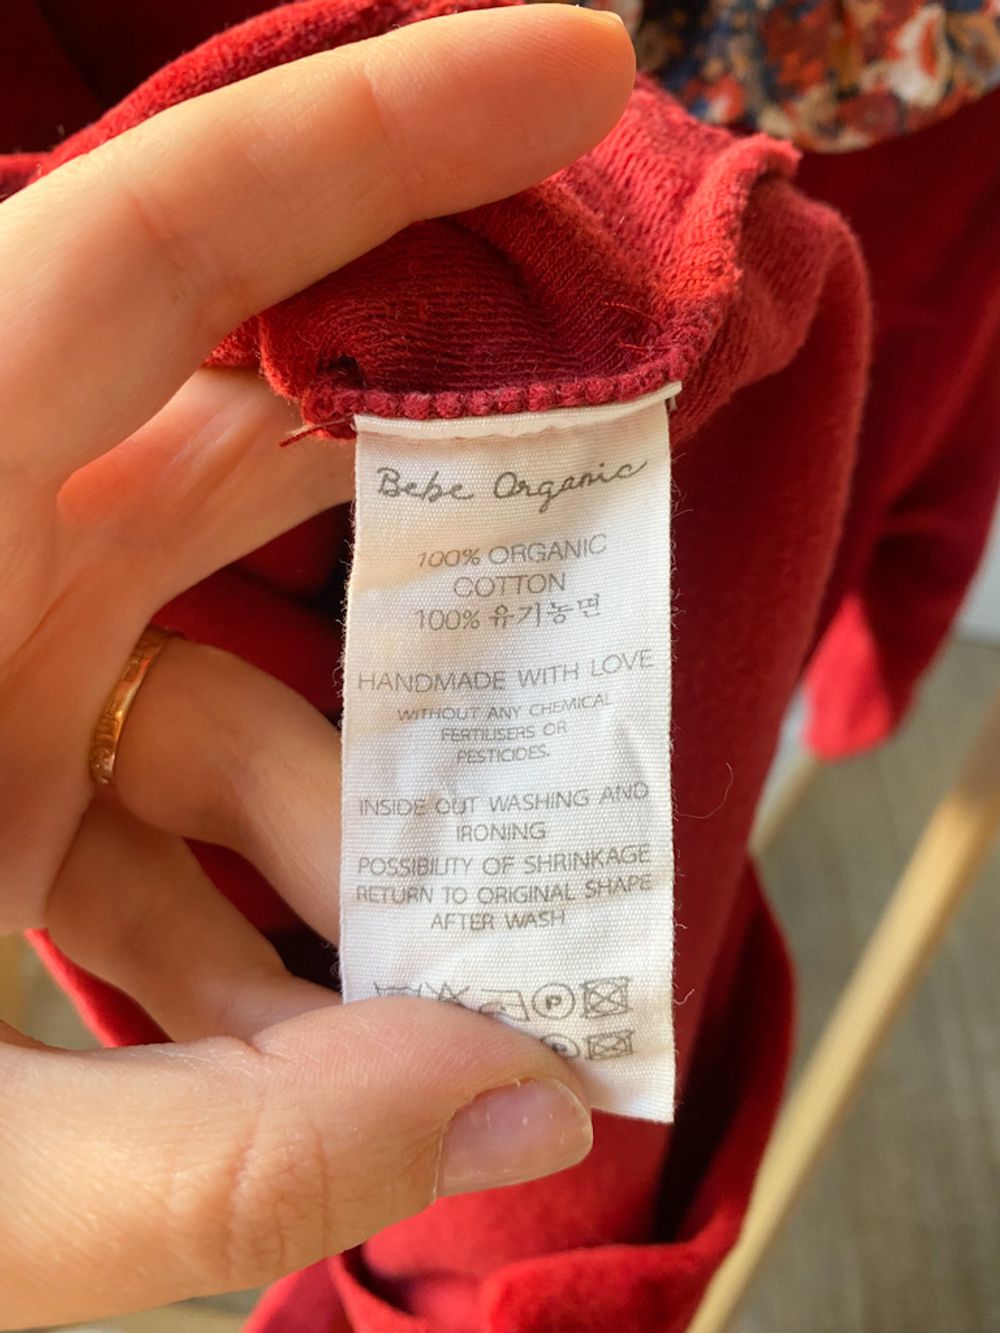 Bebe Organic
100% ORGANIC
COTTON
100% 유기농면
HANDMADE WITH LOVE
WITHOUT ANY CHEMICAL
FERTILISERS OR
PESTICIDES.
INSIDE OUT WASHING AND
IRONING
POSSIBILITY OF SHRINKAGE
RETURN TO ORIGINAL SHAPE
AFTER WASH
P